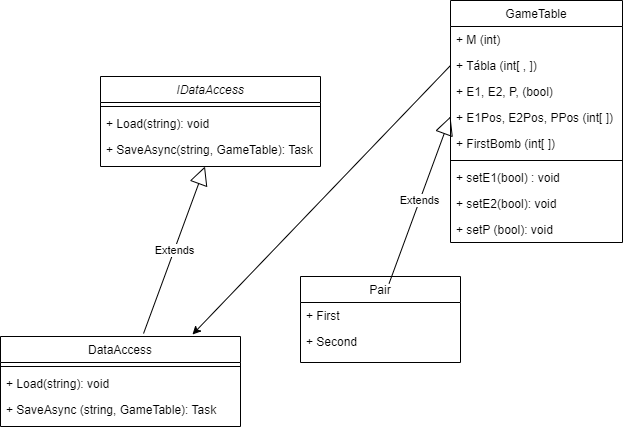 GameTable
+ M (int)
+ Tábla (int[ , ])
+ E1, E2, P, (bool)
+ E1Pos, E2Pos, PPos (int[ ])
+ FirstBomb (int[ ])
+ setE1(bool) : void
+ setE2(bool): void
+ setP (bool): void
IDataAccess
+ Load(string): void
+ SaveAsync(string, GameTable): Task
Extends
Extends
Pair
+ First
+ Second
DataAccess
+ Load(string): void
+ SaveAsync (string, GameTable): Task